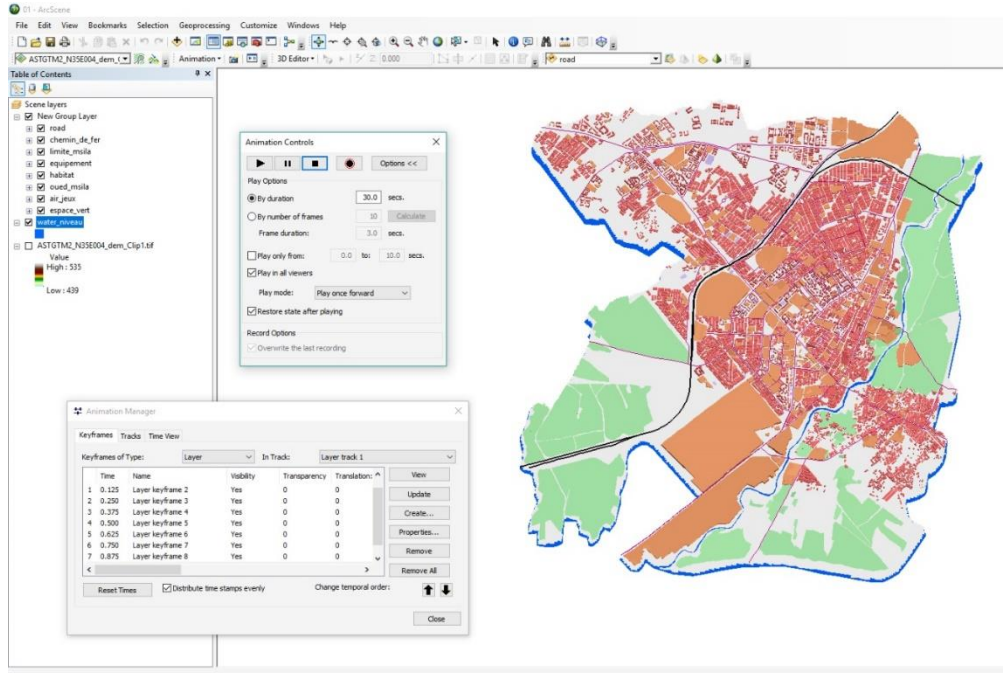 01 - ArcScene
File Edit View Bookmarks Selection Geoprocessing Customize Windows Help
ASTGTM2_N35E004_dem_( Animation 3D Editor Z: 0.000 road
Table of Contents
Scene layers
New Group Layer
road
chemin_de_fer
limite_msila
equipement
habitat
oued_msila
air_jeux
espace_vert
water_niveau
ASTGTM2_N35E004_dem_Clip1.tif
Value
High : 535
Low : 439
Animation Controls
Options <<
Play Options
By duration 30.0 secs.
By number of frames 10 Calculate
Frame duration: 3.0 secs.
Play only from: 0.0 to: 10.0 secs.
Play in all viewers
Play mode: Play once forward
Restore state after playing
Record Options
Overwrite the last recording
Animation Manager
Keyframes Tracks Time View
Keyframes of Type: Layer In Track: Layer track 1
Time Name Visibility Transparency Translation:
1 0.125 Layer keyframe 2 Yes 0 0
2 0.250 Layer keyframe 3 Yes 0 0
3 0.375 Layer keyframe 4 Yes 0 0
4 0.500 Layer keyframe 5 Yes 0 0
5 0.625 Layer keyframe 6 Yes 0 0
6 0.750 Layer keyframe 7 Yes 0 0
7 0.875 Layer keyframe 8 Yes 0 0
View
Update
Create...
Properties...
Remove
Remove All
Reset Times Distribute time stamps evenly Change temporal order:
Close